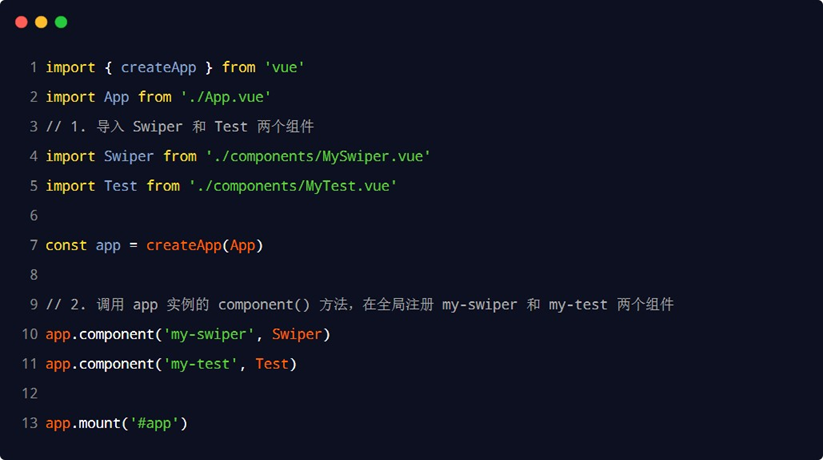 1 import { createApp } from 'vue'
2 import App from './App.vue'
3 // 1. 导入 Swiper 和 Test 两个组件
4 import Swiper from './components/MySwiper.vue'
5 import Test from './components/MyTest.vue'
6
7 const app = createApp(App)
8
9 // 2. 调用 app 实例的 component() 方法，在全局注册 my-swiper 和 my-test 两个组件
10 app.component('my-swiper', Swiper)
11 app.component('my-test', Test)
12
13 app.mount('#app')